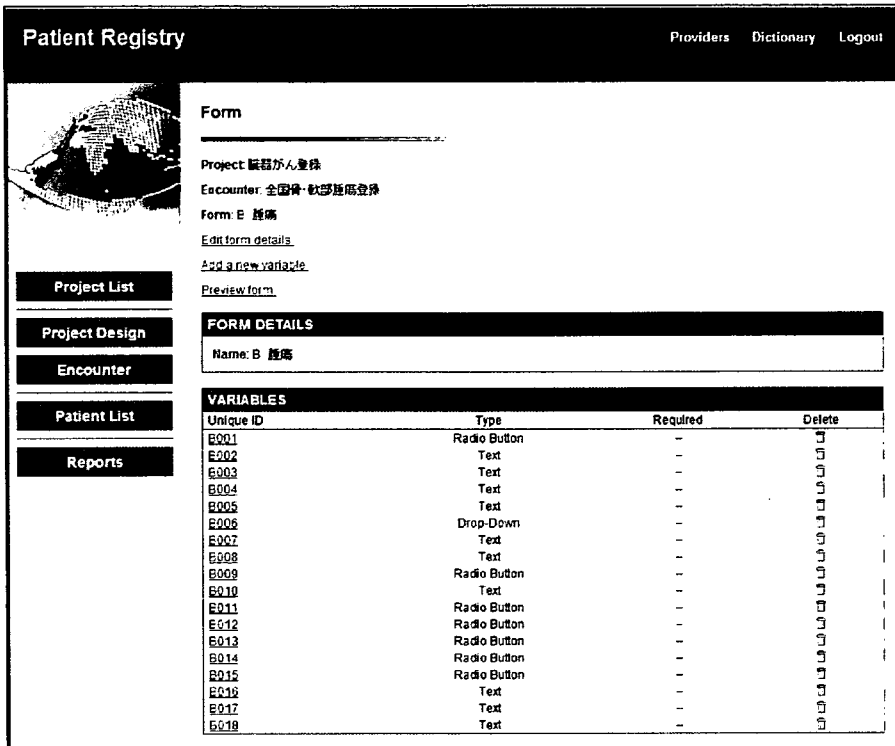 Patient Registry
Providers Dictionary Logout
Form
Project: 臓器がん登録
Encounter: 全国骨・軟部腫瘍登録
Form: B 腫瘍
Edit form details
Add a new variable
Preview form
Project List
Project Design
Encounter
Patient List
Reports
FORM DETAILS
Name: B 腫瘍
VARIABLES
Unique ID Type Required Delete
B001 Radio Button –
B002 Text –
B003 Text –
B004 Text –
B005 Text –
B006 Drop-Down –
B007 Text –
B008 Text –
B009 Radio Button –
B010 Text –
B011 Radio Button –
B012 Radio Button –
B013 Radio Button –
B014 Radio Button –
B015 Radio Button –
B016 Text –
B017 Text –
B018 Text –